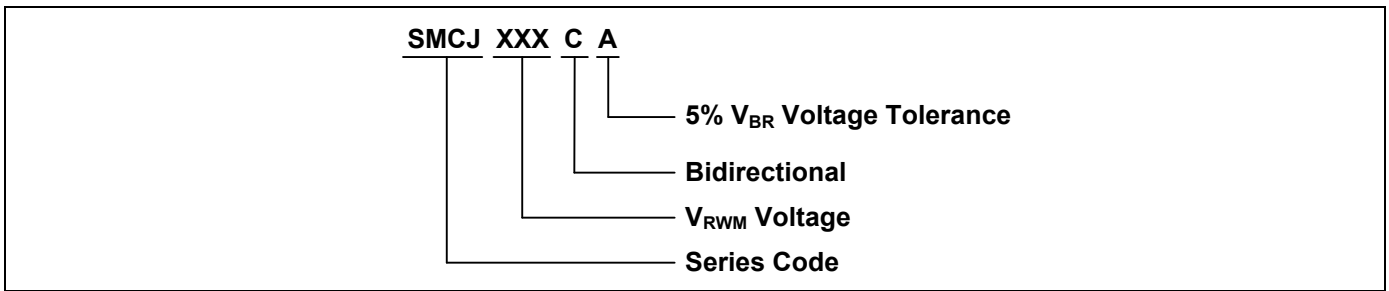 SMCJ XXX C A
5% VBR Voltage Tolerance
Bidirectional
VRWM Voltage
Series Code